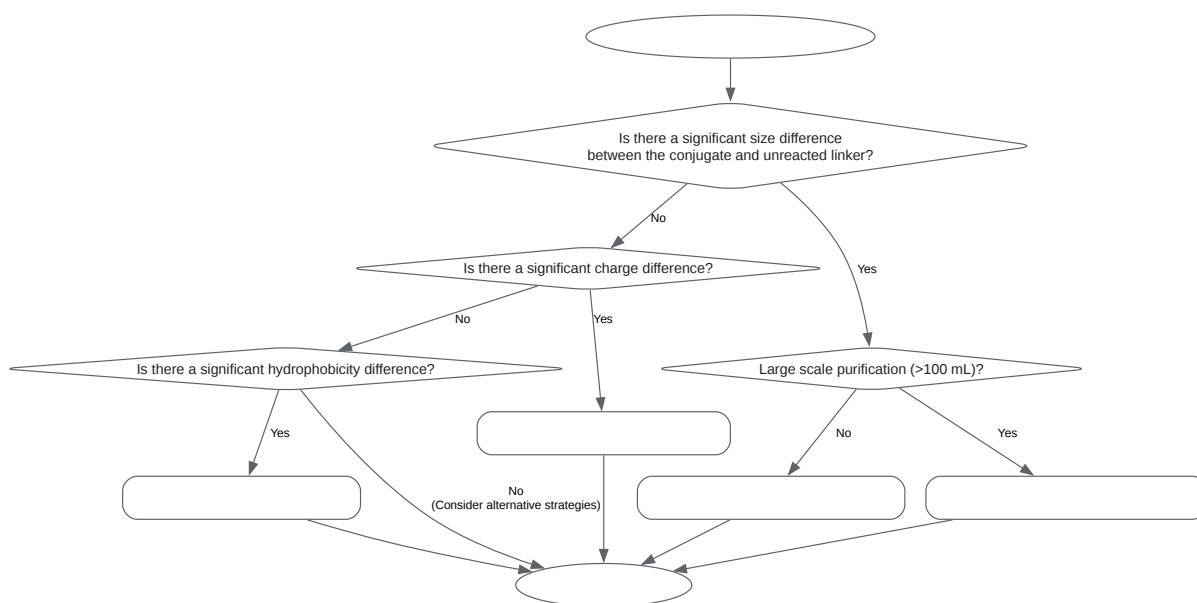 Is there a significant size difference
between the conjugate and unreacted linker?
No
Yes
Is there a significant charge difference?
No
Yes
Is there a significant hydrophobicity difference?
Large scale purification (>100 mL)?
Yes
No
Yes
No
(Consider alternative strategies)